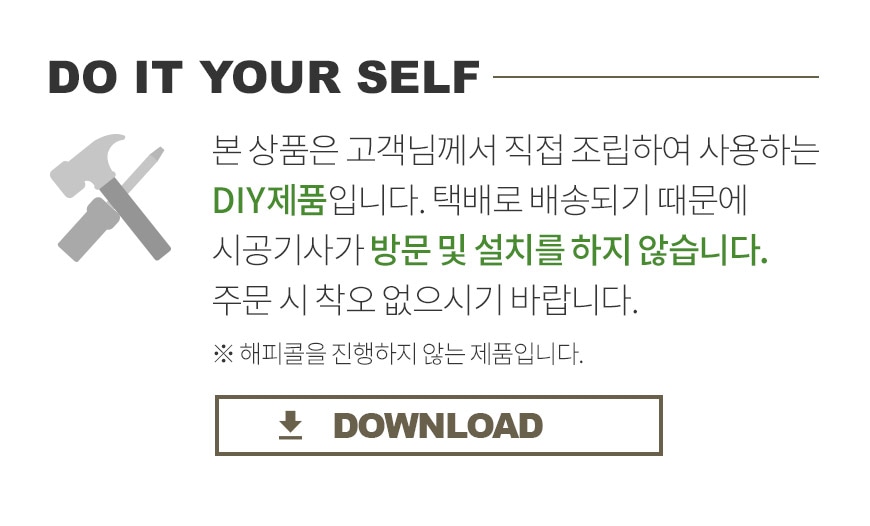 DO IT YOUR SELF
본 상품은 고객님께서 직접 조립하여 사용하는
DIY제품입니다. 택배로 배송되기 때문에
시공기사가 방문 및 설치를 하지 않습니다.
주문 시 착오 없으시기 바랍니다.
※ 해피콜을 진행하지 않는 제품입니다.
DOWNLOAD